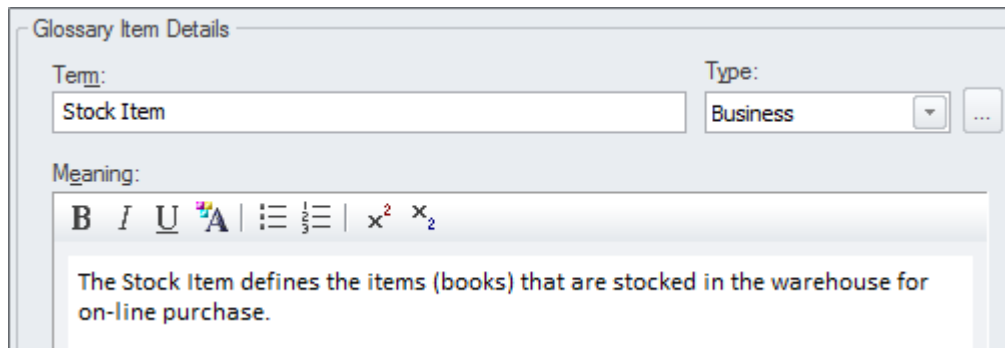 Glossary Item Details
Term: Type:
Stock Item Business ...
Meaning:
B I U A x² x₂
The Stock Item defines the items (books) that are stocked in the warehouse for
on-line purchase.